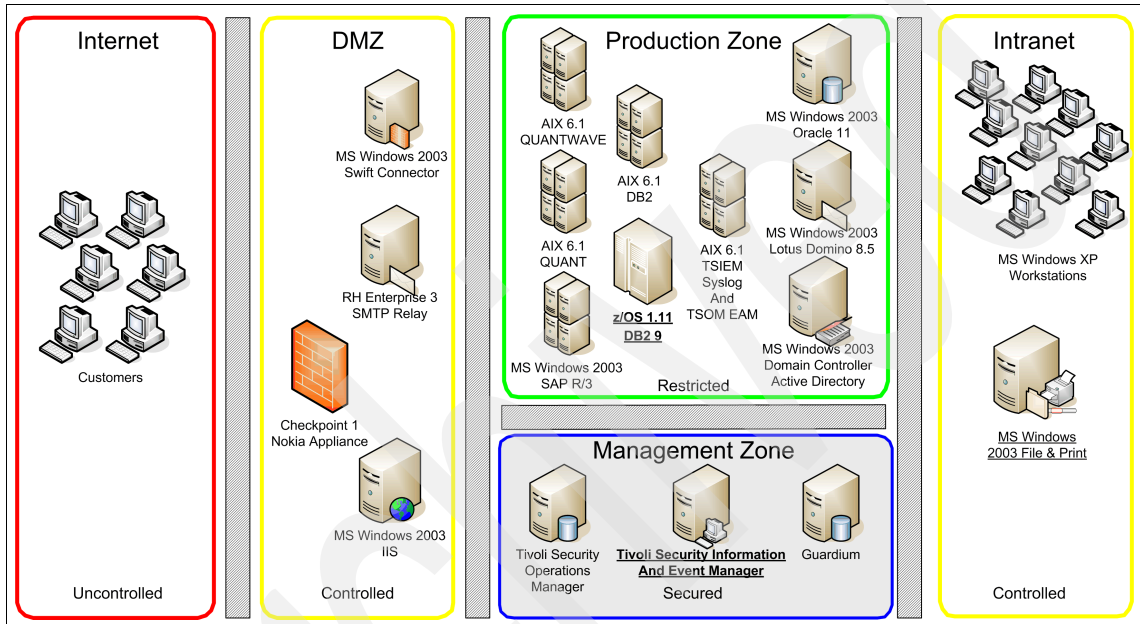 Internet
Customers
Uncontrolled
DMZ
MS Windows 2003
Swift Connector
RH Enterprise 3
SMTP Relay
Checkpoint 1
Nokia Appliance
MS Windows 2003
IIS
Controlled
Production Zone
AIX 6.1
QUANTWAVE
AIX 6.1
DB2
MS Windows 2003
Oracle 11
AIX 6.1
QUANT
AIX 6.1
TSIEM
Syslog
And
TSOM EAM
MS Windows 2003
Lotus Domino 8.5
MS Windows 2003
SAP R/3
z/OS 1.11
DB2 9
MS Windows 2003
Domain Controller
Active Directory
Restricted
Management Zone
Tivoli Security
Operations
Manager
Tivoli Security Information
And Event Manager
Guardium
Secured
Intranet
MS Windows XP
Workstations
MS Windows
2003 File & Print
Controlled